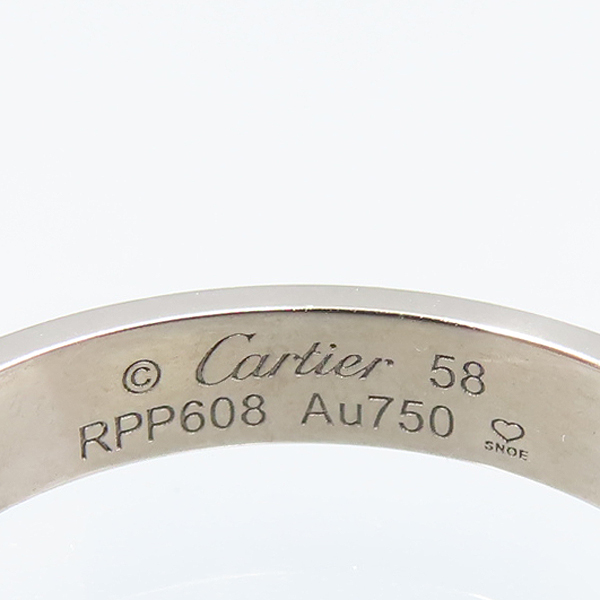 © Cartier 58
RPP608 Au750 ♡
SNOE